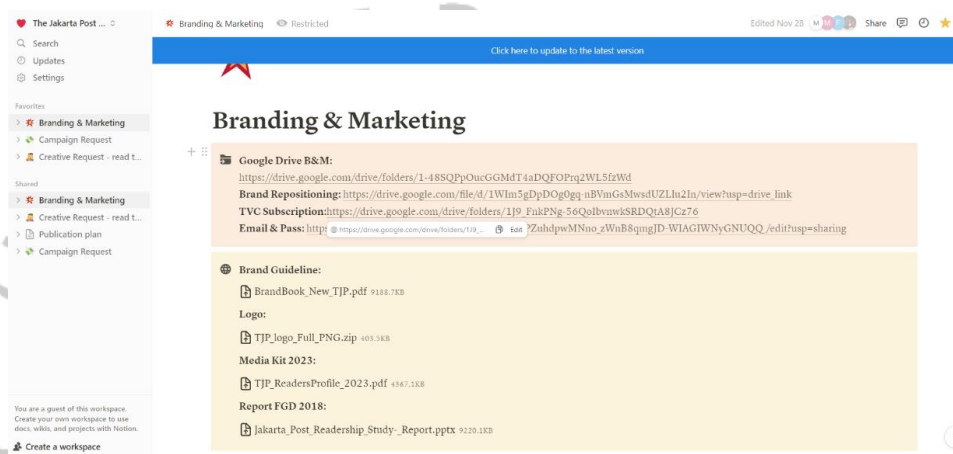 The Jakarta Post ...
Search
Updates
Settings
Favorites
Branding & Marketing
Campaign Request
Creative Request - read t...
Shared
Branding & Marketing
Creative Request - read t...
Publication plan
Campaign Request
You are a guest of this workspace.
Create your own workspace to use
docs, wikis, and projects with Notion.
Create a workspace
Branding & Marketing Restricted
Edited Nov 28 Share
Click here to update to the latest version
Branding & Marketing
Google Drive B&M:
https://drive.google.com/drive/folders/1-48SQPpOucGGMdT4aDQFOPrq2WL5fzWd
Brand Repositioning: https://drive.google.com/file/d/1WIm5gDpDOg0gq-nBVmGsMwsdUZLIu2In/view?usp=drive_link
TVC Subscription:https://drive.google.com/drive/folders/1J9_FnkPNg-56QoIbvnwkSRDQtA8JCz76
Email & Pass: http
https://drive.google.com/drive/folders/1J9_... Edit
Brand Guideline:
BrandBook_New_TJP.pdf 9188.7KB
Logo:
TJP_logo_Full_PNG.zip 403.5KB
Media Kit 2023:
TJP_ReadersProfile_2023.pdf 4367.1KB
Report FGD 2018:
Jakarta_Post_Readership_Study-_Report.pptx 9220.1KB